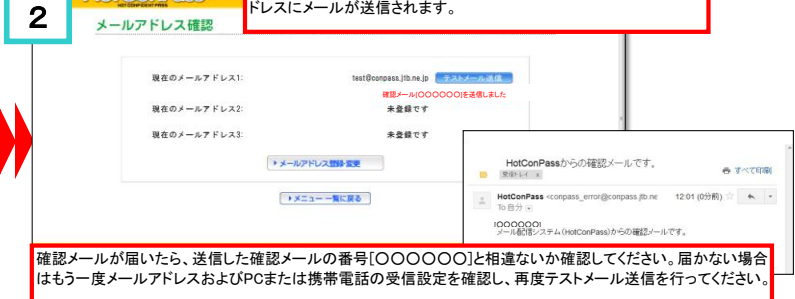 2
HOTCONFIDENT PASS
ドレスにメールが送信されます。
メールアドレス確認
現在のメールアドレス1:
test@conpass.jtb.ne.jp
テストメール送信
確認メール[〇〇〇〇〇〇]を送信しました
現在のメールアドレス2:
未登録です
現在のメールアドレス3:
未登録です
メールアドレス登録・変更
メニュー一覧に戻る
HotConPassからの確認メールです。
受信トレイ x
すべて印刷
HotConPass <conpass_error@conpass.jtb.ne
12:01 (0分前)
To 自分
[〇〇〇〇〇〇]
メール配信システム(HotConPass)からの確認メールです。
確認メールが届いたら、送信した確認メールの番号[〇〇〇〇〇〇]と相違ないか確認してください。届かない場合
はもう一度メールアドレスおよびPCまたは携帯電話の受信設定を確認し、再度テストメール送信を行ってください。